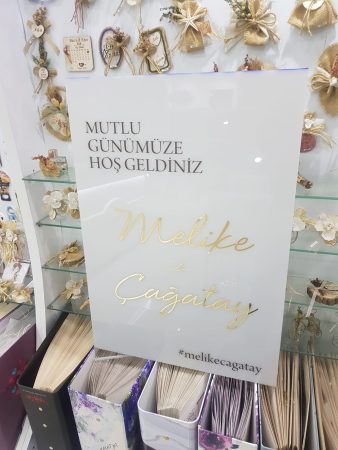 MUTLU
GÜNÜMÜZE
HOŞ GELDİNİZ
Melike
&
Çağatay
#melikecagatay